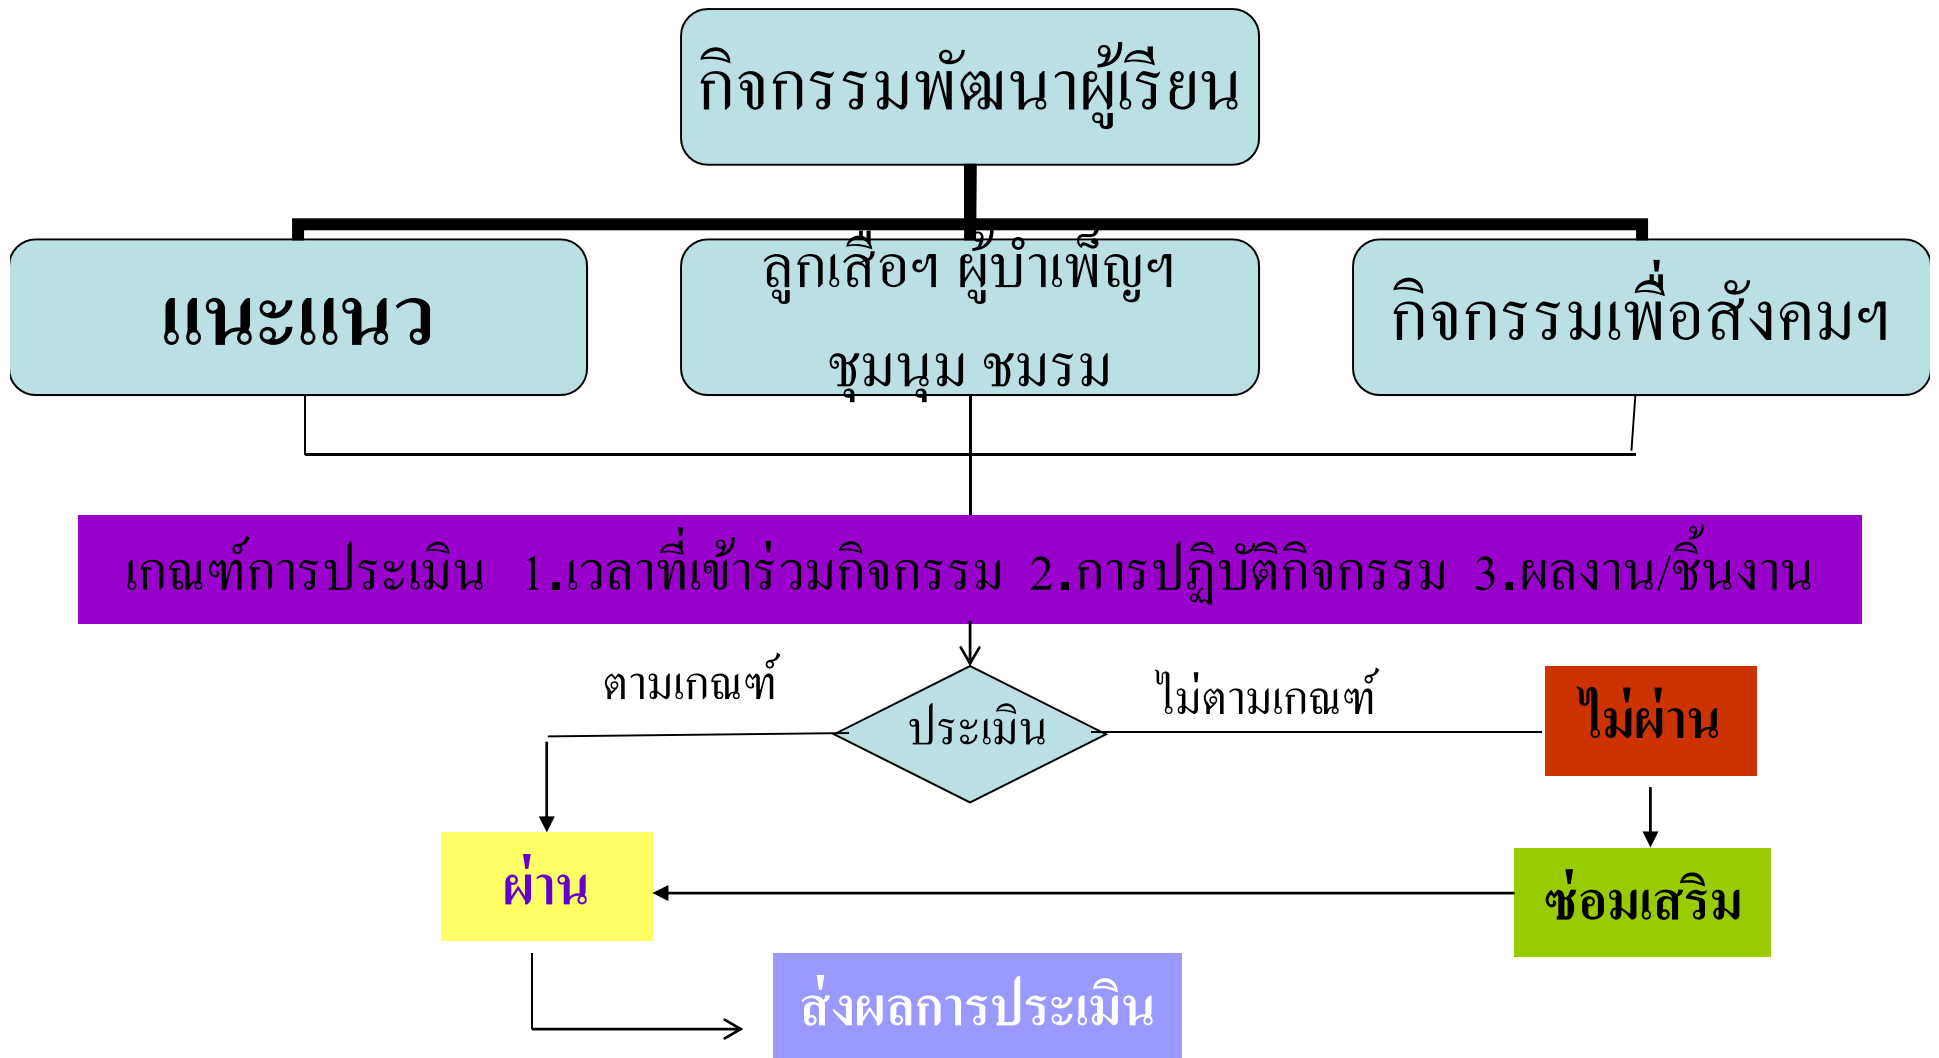 กิจกรรมพัฒนาผู้เรียน
แนะแนว
ลูกเสือฯ ผู้บำเพ็ญฯ
ชุมนุม ชมรม
กิจกรรมเพื่อสังคมฯ
เกณฑ์การประเมิน 1.เวลาที่เข้าร่วมกิจกรรม 2.การปฏิบัติกิจกรรม 3.ผลงาน/ชิ้นงาน
ตามเกณฑ์
ประเมิน
ไม่ตามเกณฑ์
ไม่ผ่าน
ผ่าน
ซ่อมเสริม
ส่งผลการประเมิน